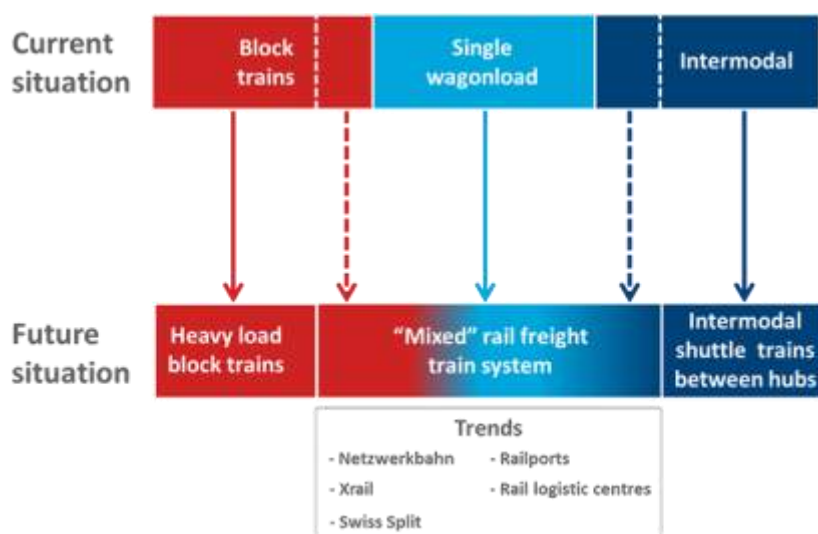 Current
situation
Block
trains
Single
wagonload
Intermodal
Future
situation
Heavy load
block trains
“Mixed” rail freight
train system
Intermodal
shuttle trains
between hubs
Trends
- Netzwerkbahn
- Railports
- Xrail
- Rail logistic centres
- Swiss Split